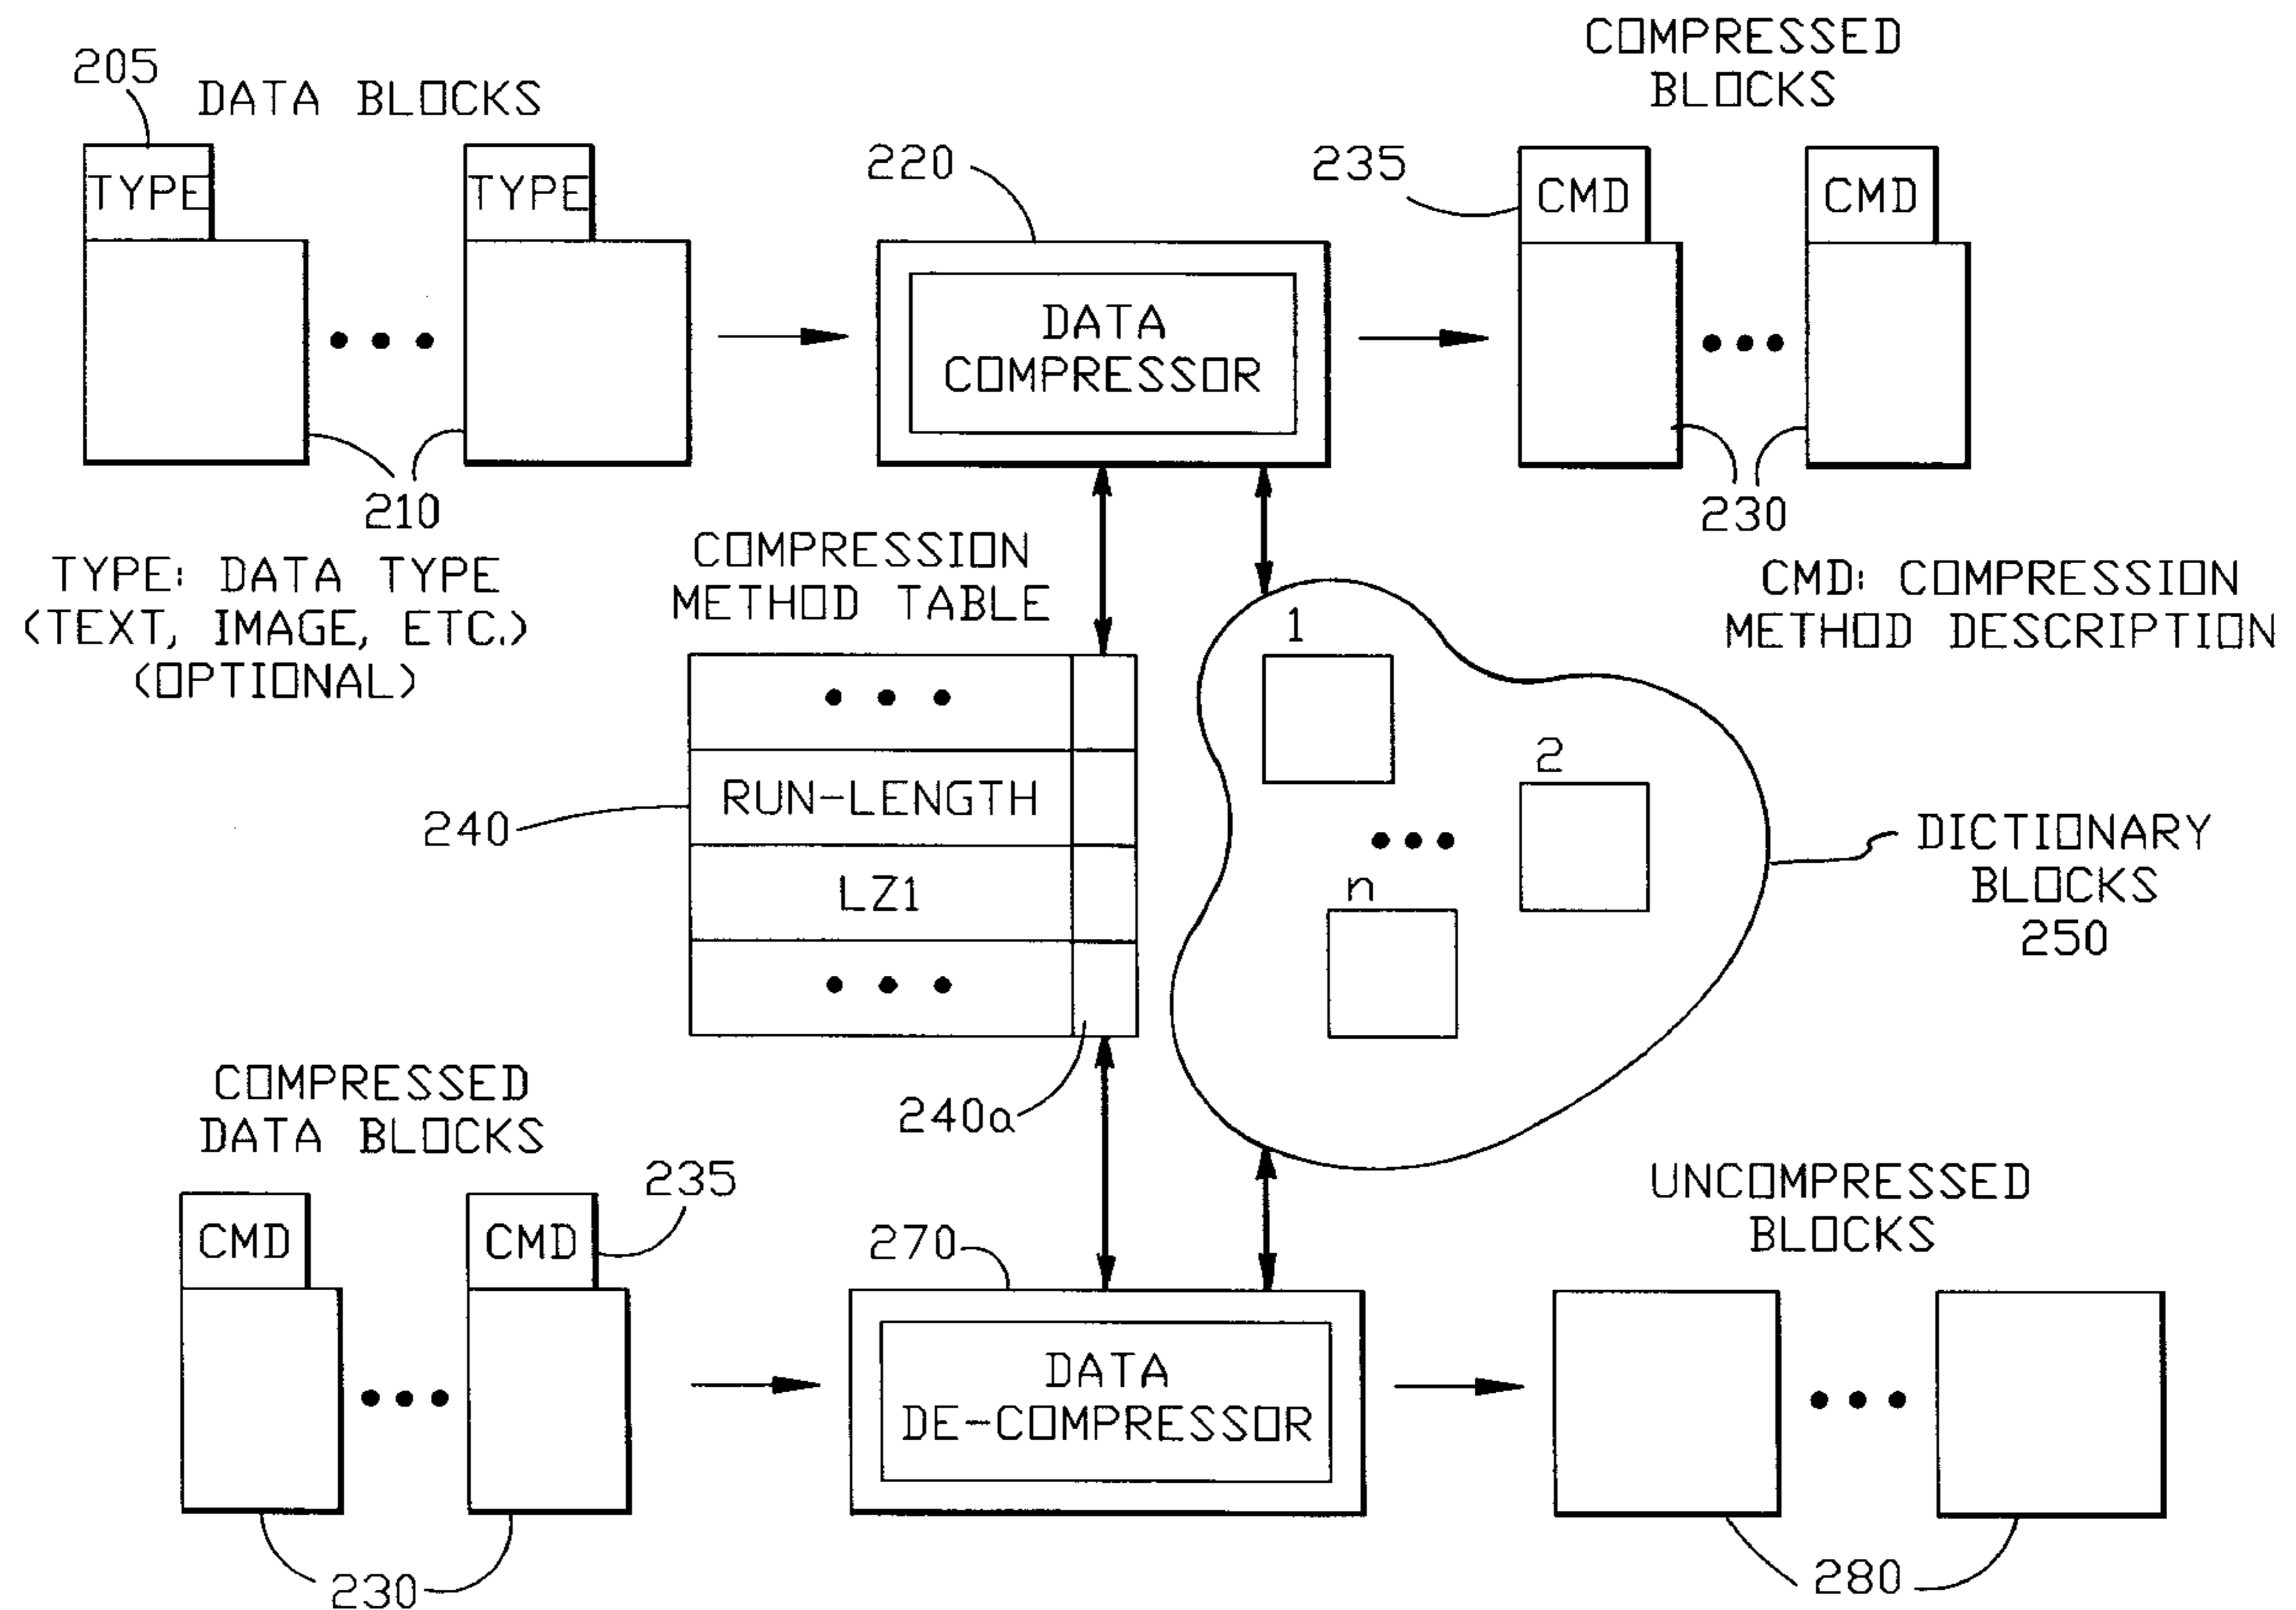 COMPRESSED
BLOCKS
205
DATA BLOCKS
TYPE
TYPE
220
235
CMD
CMD
DATA
COMPRESSOR
210
230
TYPE: DATA TYPE
(TEXT, IMAGE, ETC.)
(OPTIONAL)
COMPRESSION
METHOD TABLE
CMD: COMPRESSION
METHOD DESCRIPTION
1
2
n
RUN-LENGTH
LZ1
240
240a
DICTIONARY
BLOCKS
250
COMPRESSED
DATA BLOCKS
235
CMD
CMD
270
UNCOMPRESSED
BLOCKS
DATA
DE-COMPRESSOR
230
280